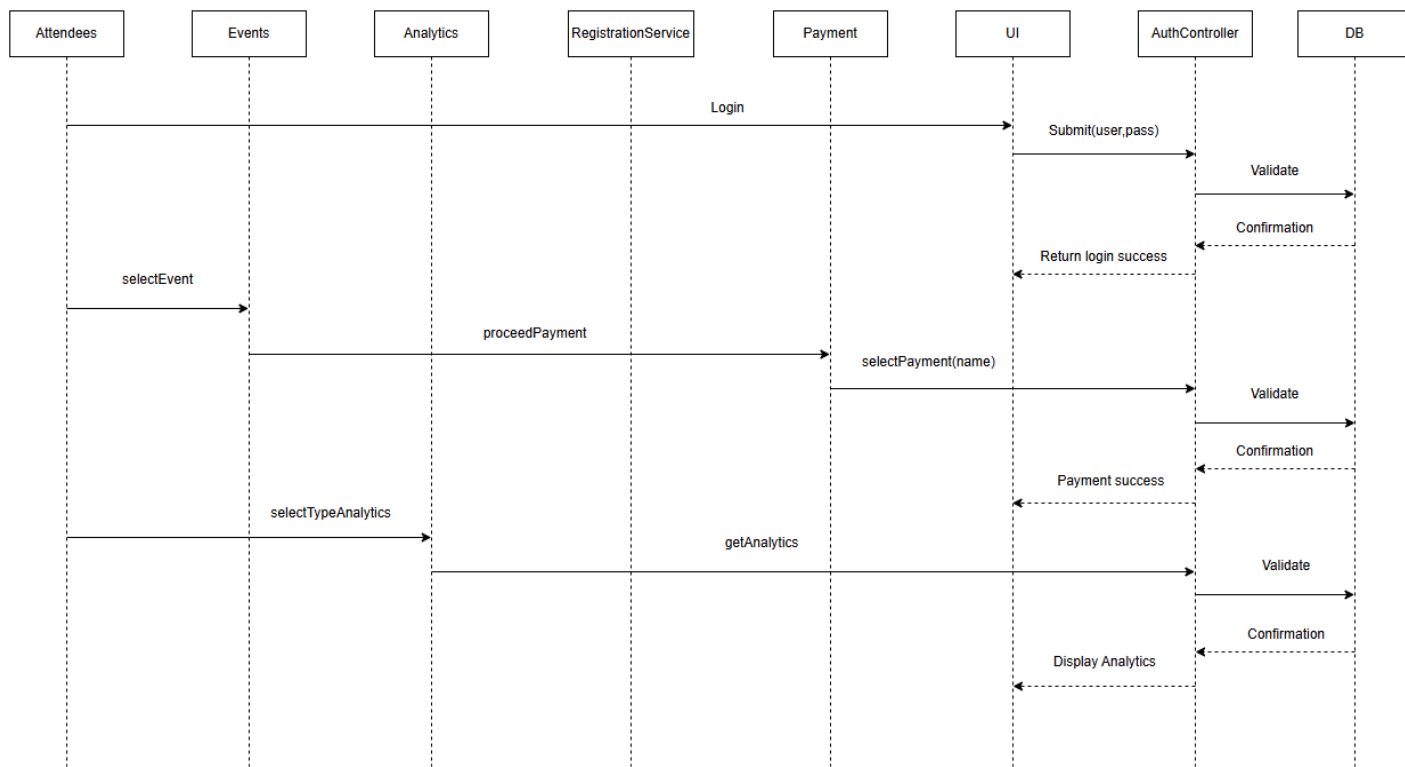 Attendees
Events
Analytics
RegistrationService
Payment
UI
AuthController
DB
Login
Submit(user,pass)
Validate
Confirmation
Return login success
selectEvent
proceedPayment
selectPayment(name)
Validate
Confirmation
Payment success
selectTypeAnalytics
getAnalytics
Validate
Confirmation
Display Analytics